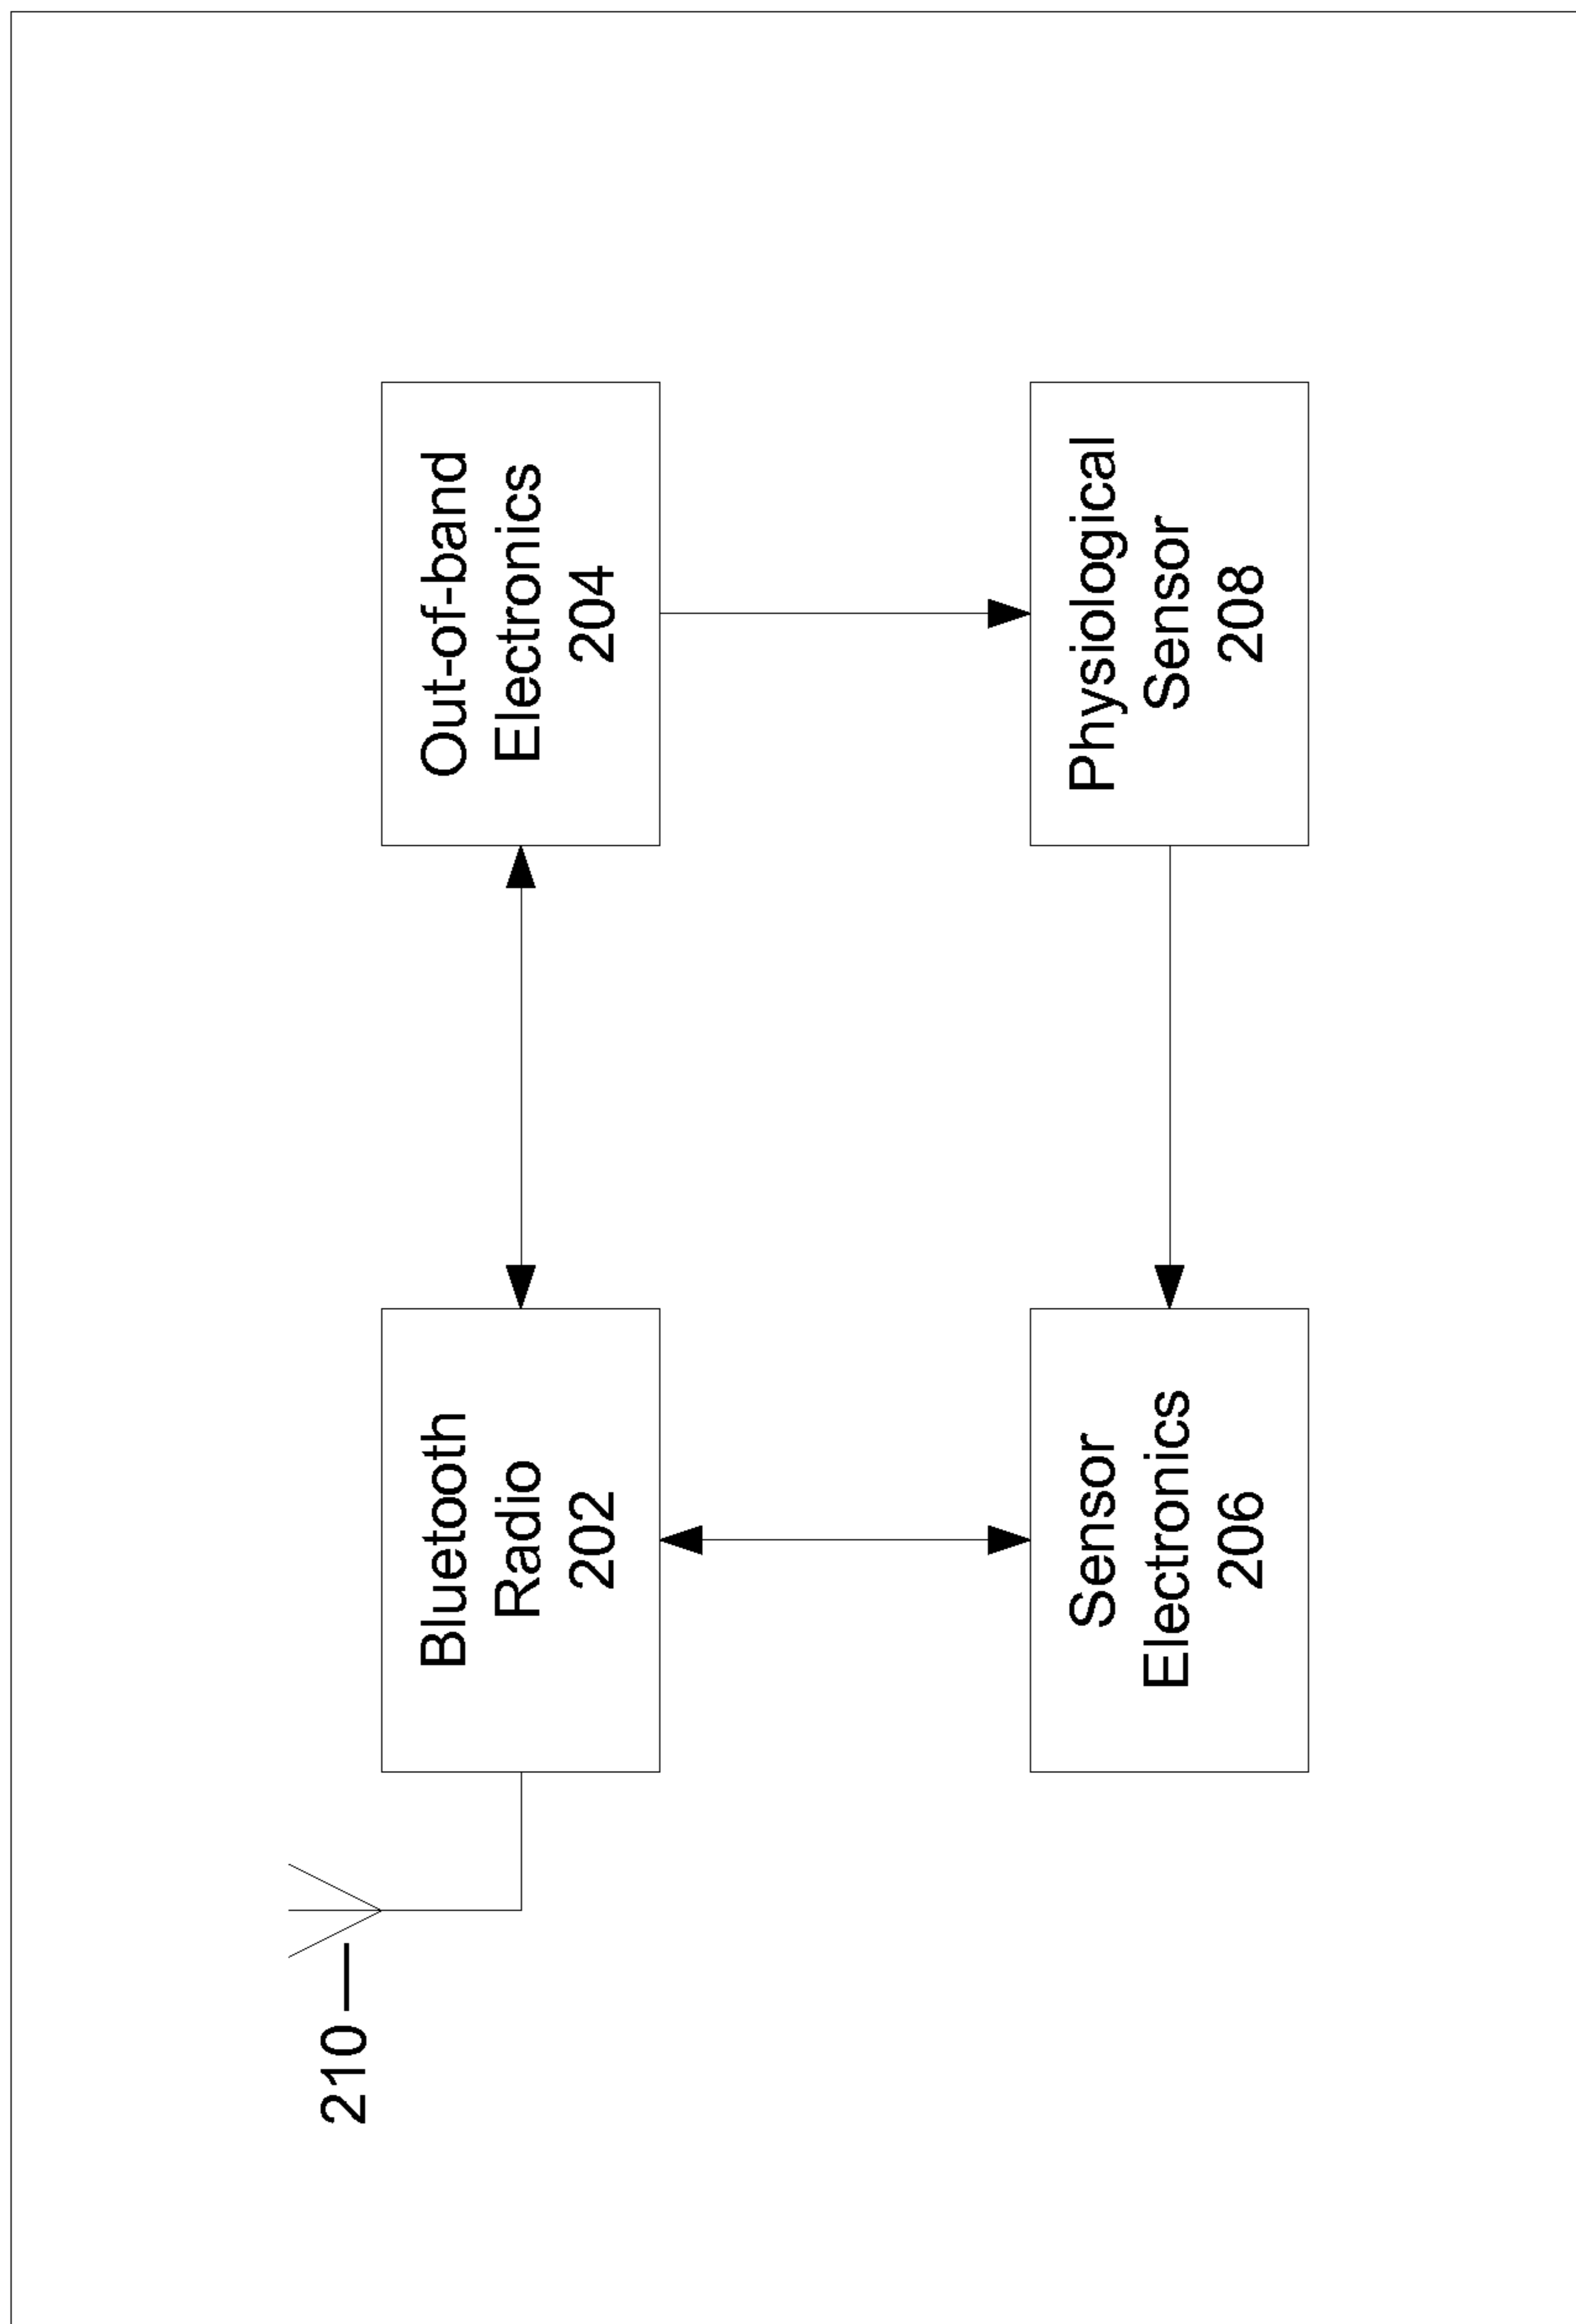 210
Bluetooth
Radio
202
Out-of-band
Electronics
204
Sensor
Electronics
206
Physiological
Sensor
208